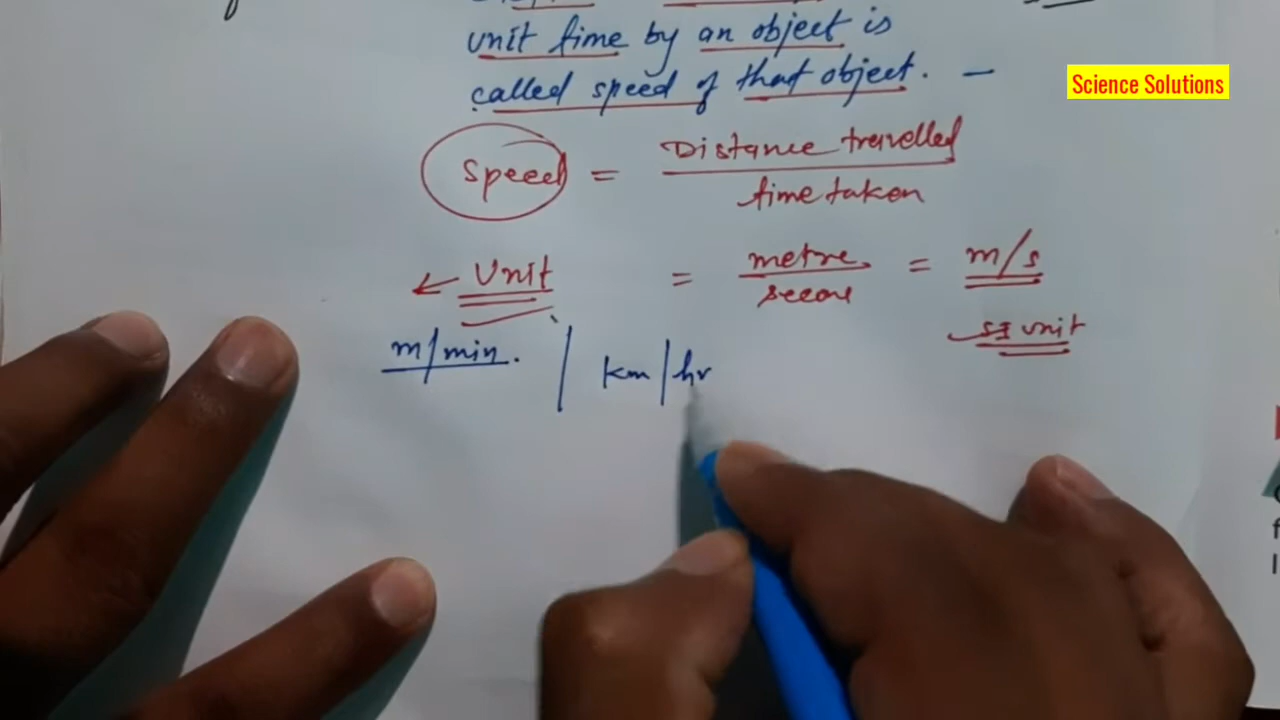 unit time by an object is
called speed of that object. —
Science Solutions
Speed = Distance travelled / time taken
← Unit = metre / second = m/s
SI unit
m/min. | km/hr